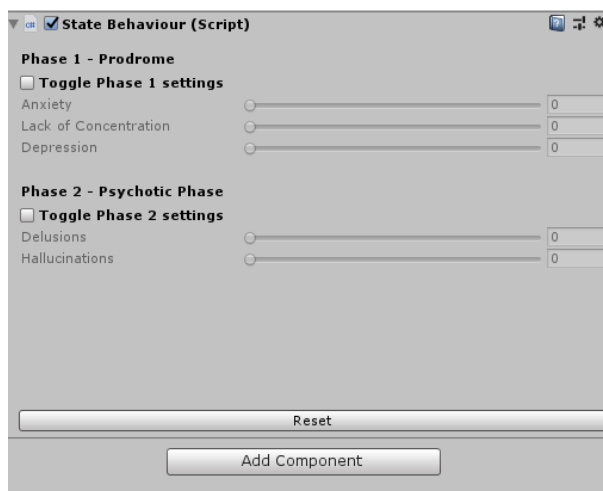 State Behaviour (Script)
Phase 1 - Prodrome
Toggle Phase 1 settings
Anxiety 0
Lack of Concentration 0
Depression 0
Phase 2 - Psychotic Phase
Toggle Phase 2 settings
Delusions 0
Hallucinations 0
Reset
Add Component